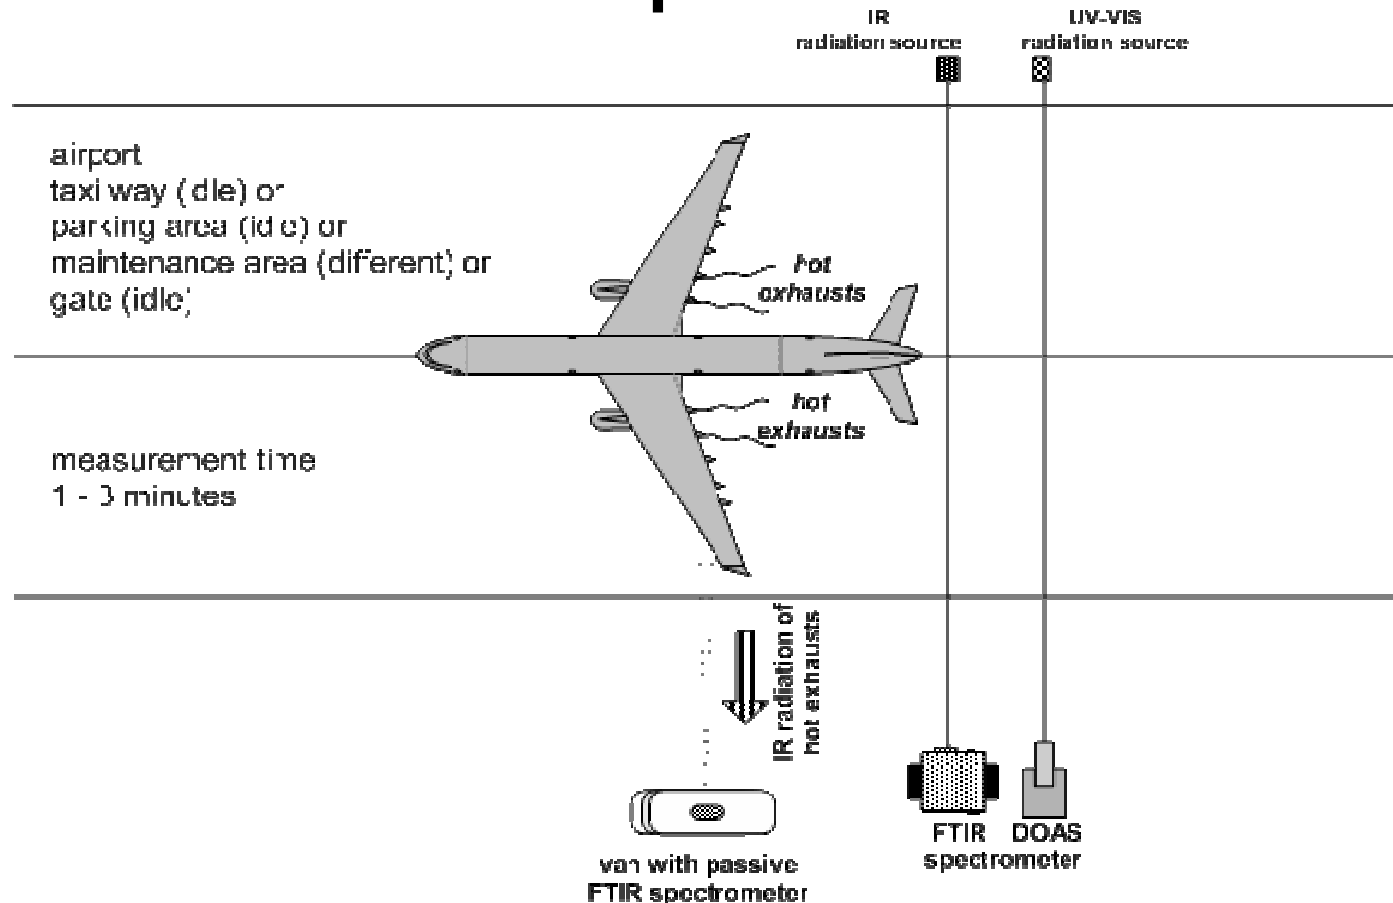 IR
radiation source
UV-VIS
radiation source
airport
taxi way (idle) or
parking area (idle) or
maintenance area (different) or
gate (idle)
hot
exhausts
hot
exhausts
measurement time
1 - minutes
IR radiation of
hot exhausts
FTIR DOAS
spectrometer
van with passive
FTIR spectrometer